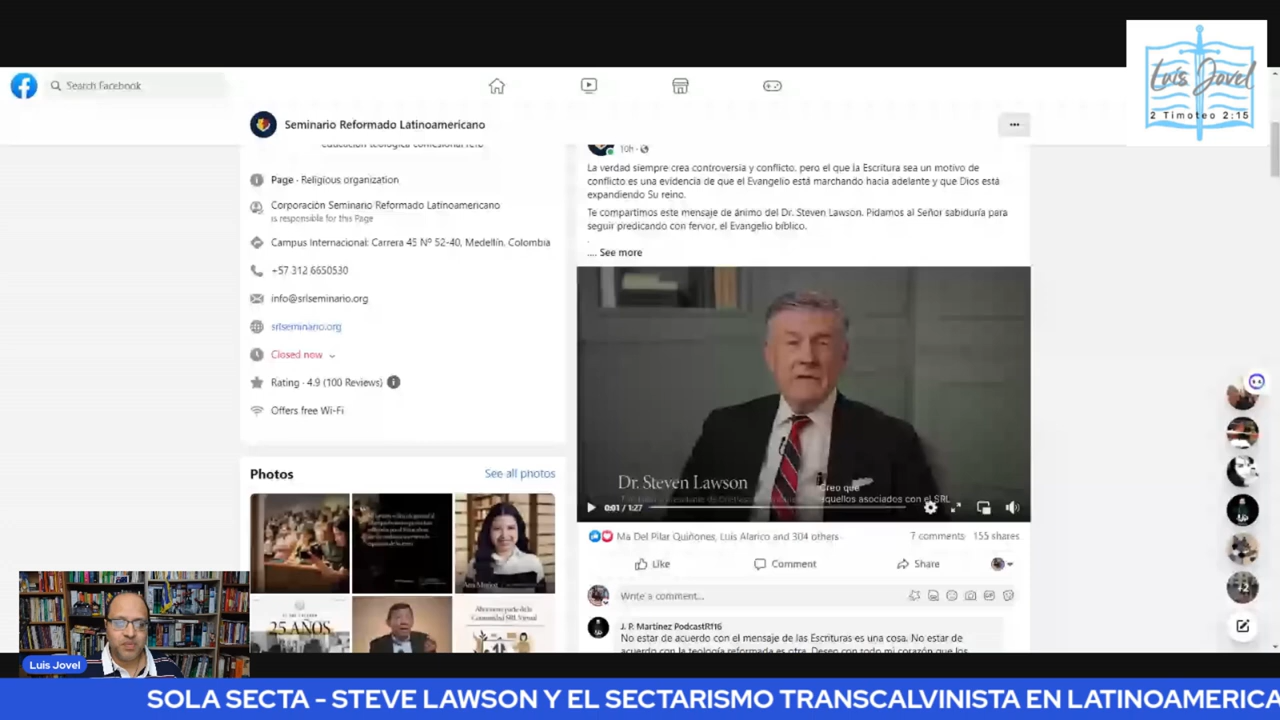 Search Facebook
Luis Jovel
2 Timoteo 2:15
Seminario Reformado Latinoamericano
educación teológica confesional
Page · Religious organization
Corporación Seminario Reformado Latinoamericano
is responsible for this Page
Campus Internacional: Carrera 45 Nº 52-40, Medellín, Colombia
+57 312 6650530
info@srlseminario.org
srlseminario.org
Closed now
Rating · 4.9 (100 Reviews)
Offers free Wi-Fi
Photos
See all photos
25 AÑOS
10h
La verdad siempre crea controversia y conflicto, pero el que la Escritura sea un motivo de
conflicto es una evidencia de que el Evangelio está marchando hacia adelante y que Dios está
expandiendo Su reino.
Te compartimos este mensaje de ánimo del Dr. Steven Lawson. Pidamos al Señor sabiduría para
seguir predicando con fervor, el Evangelio bíblico.
.
.... See more
Dr. Steven Lawson
Creo que
aquellos asociados con el SRL
0:01 / 1:27
Ma Del Pilar Quiñones, Luis Alarico and 304 others
7 comments
155 shares
Like
Comment
Share
Write a comment...
J. P. Martinez PodcastR116
No estar de acuerdo con el mensaje de las Escrituras es una cosa. No estar de
acuerdo con la teología reformada es otra. Deseo con todo mi corazón que los
Luis Jovel
SOLA SECTA - STEVE LAWSON Y EL SECTARISMO TRANSCALVINISTA EN LATINOAMERICA